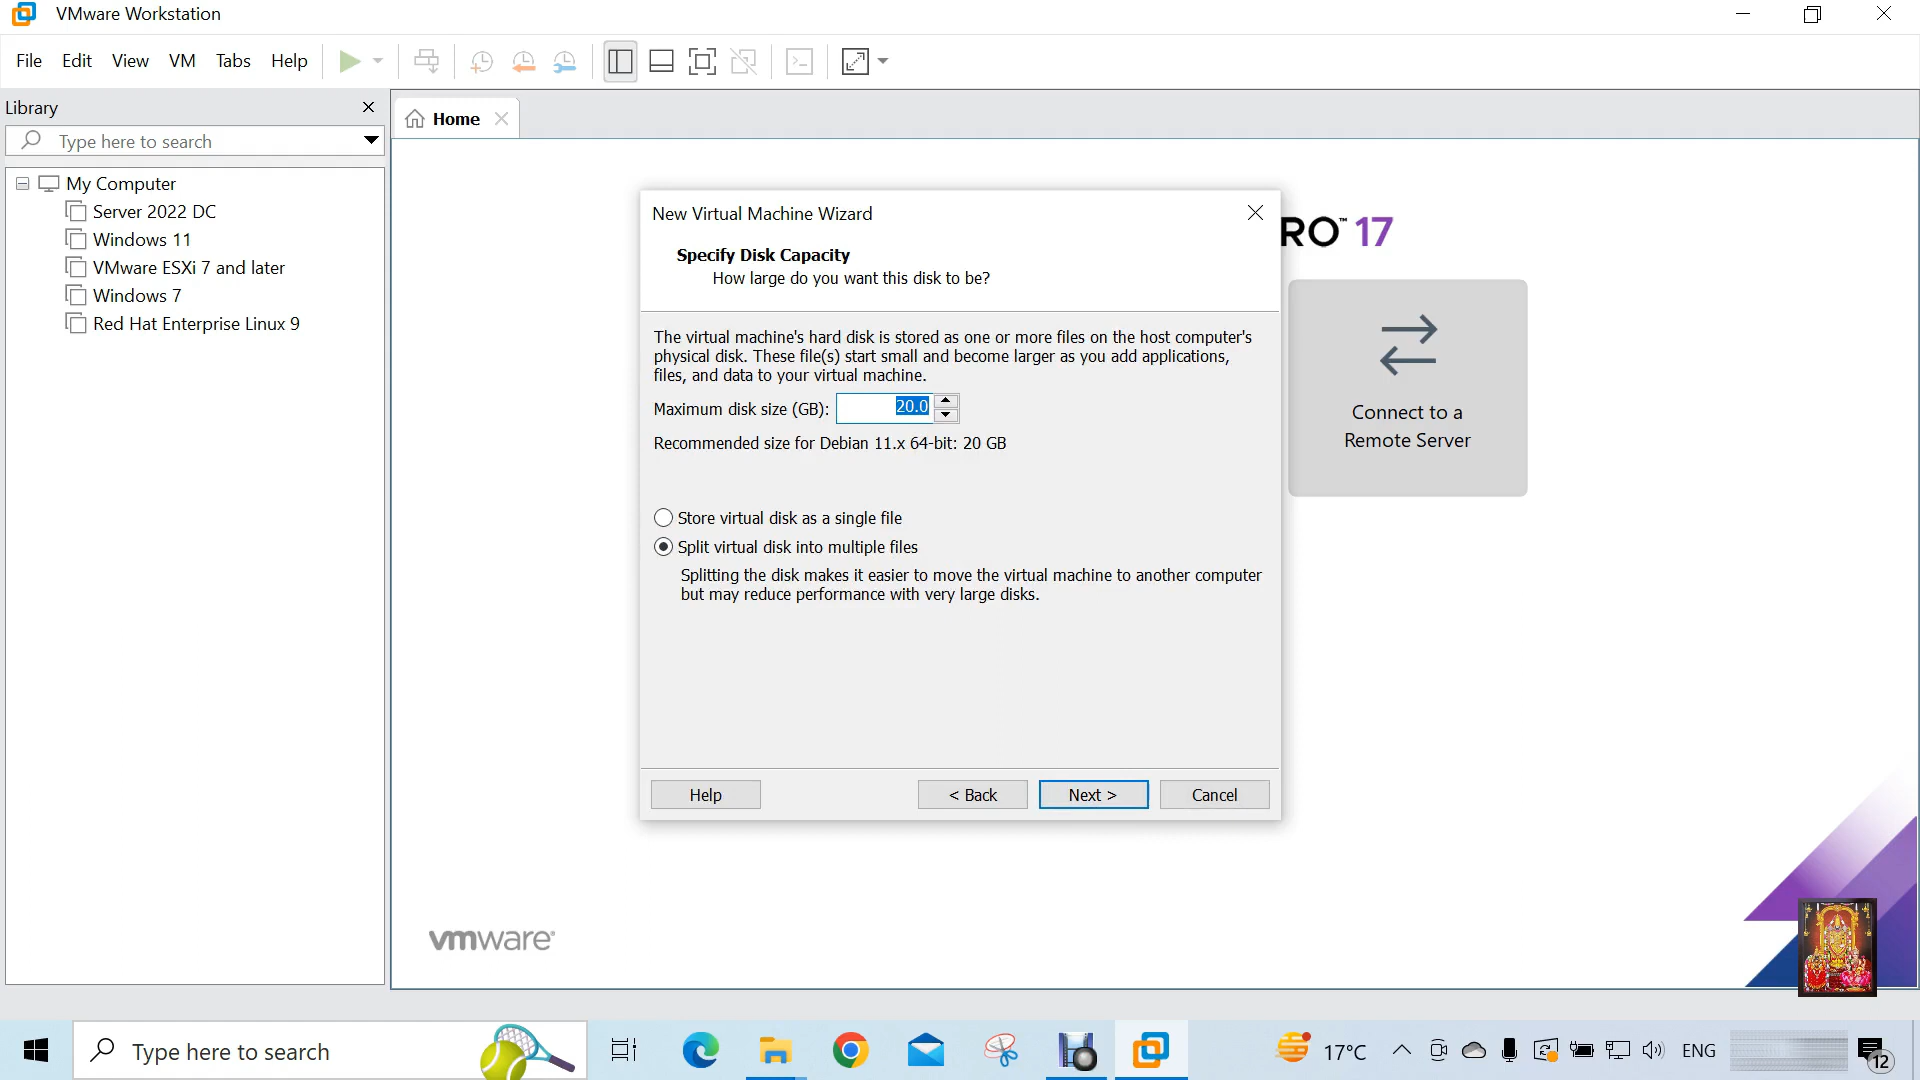 VMware Workstation
File Edit View VM Tabs Help
Library
Home
Type here to search
My Computer
Server 2022 DC
Windows 11
VMware ESXi 7 and later
Windows 7
Red Hat Enterprise Linux 9
RO™ 17
New Virtual Machine Wizard
Specify Disk Capacity
How large do you want this disk to be?
The virtual machine's hard disk is stored as one or more files on the host computer's
physical disk. These file(s) start small and become larger as you add applications,
files, and data to your virtual machine.
Maximum disk size (GB): 20.0
Recommended size for Debian 11.x 64-bit: 20 GB
Store virtual disk as a single file
Split virtual disk into multiple files
Splitting the disk makes it easier to move the virtual machine to another computer
but may reduce performance with very large disks.
Help < Back Next > Cancel
Connect to a
Remote Server
vmware®
Type here to search
17°C
ENG
12